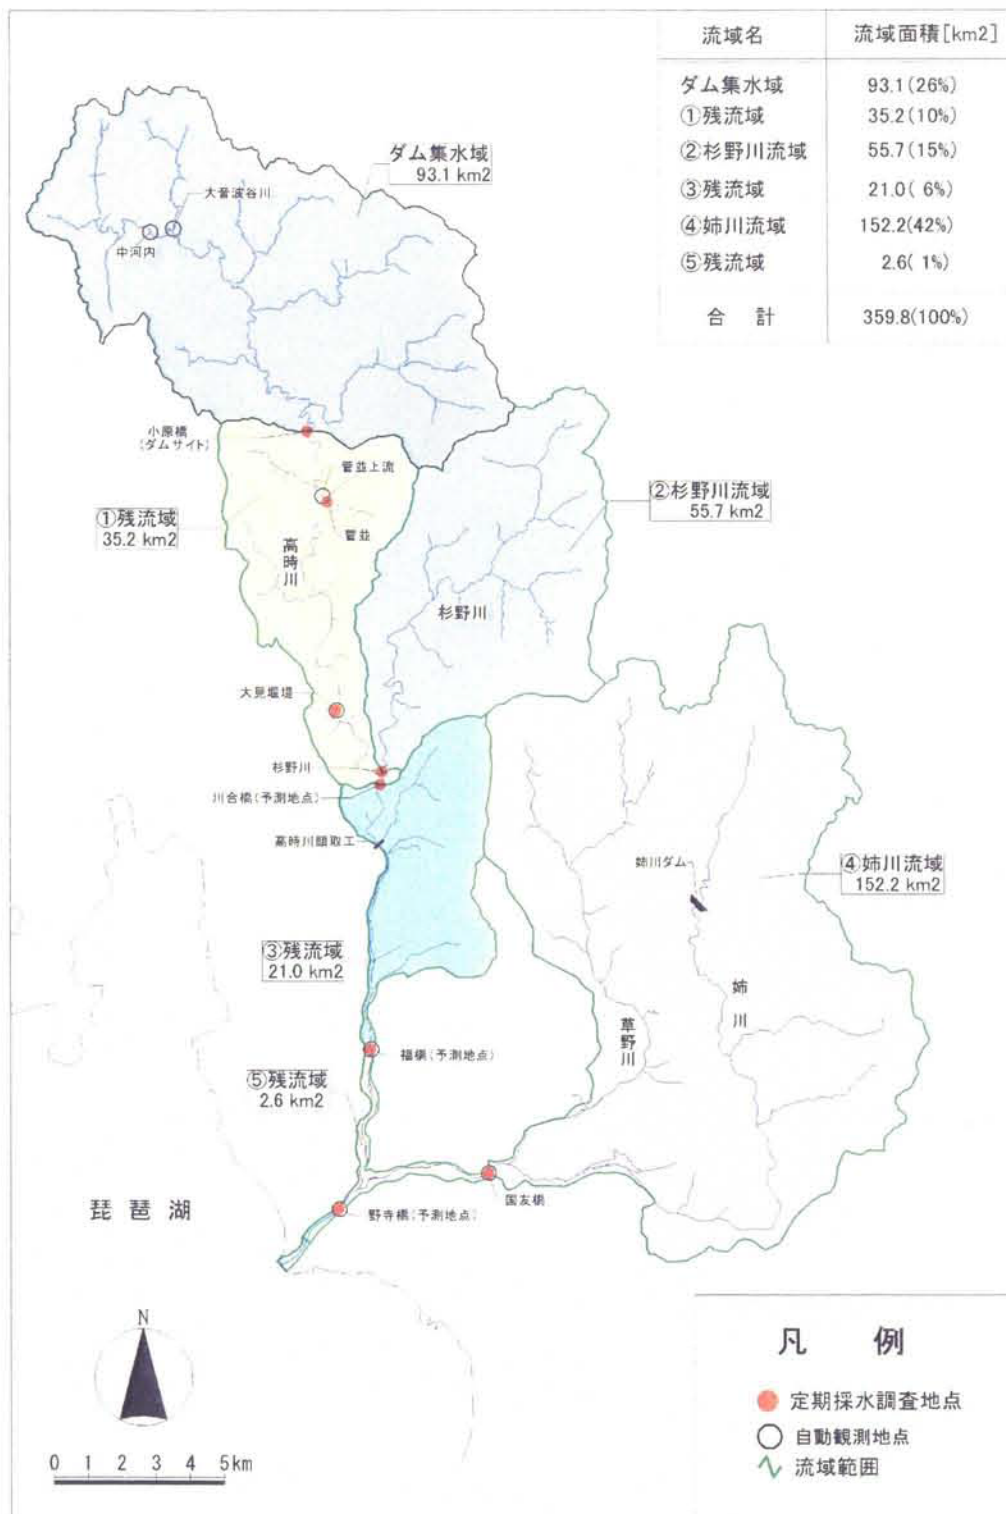 流域名 流域面積[km2]
ダム集水域 93.1(26%)
①残流域 35.2(10%)
②杉野川流域 55.7(15%)
③残流域 21.0( 6%)
④姉川流域 152.2(42%)
⑤残流域 2.6( 1%)
合 計 359.8(100%)
ダム集水域
93.1 km2
大音波谷川
中河内
小原橋
(ダムサイト)
菅並上流
菅並
①残流域
35.2 km2
高時川
②杉野川流域
55.7 km2
杉野川
大見堰堤
杉野川
川合橋(予測地点)
高時川頭取工
姉川ダム
④姉川流域
152.2 km2
③残流域
21.0 km2
姉川
草野川
福橋(予測地点)
⑤残流域
2.6 km2
国友橋
野寺橋(予測地点)
琵琶湖
N
0 1 2 3 4 5km
凡 例
定期採水調査地点
自動観測地点
流域範囲